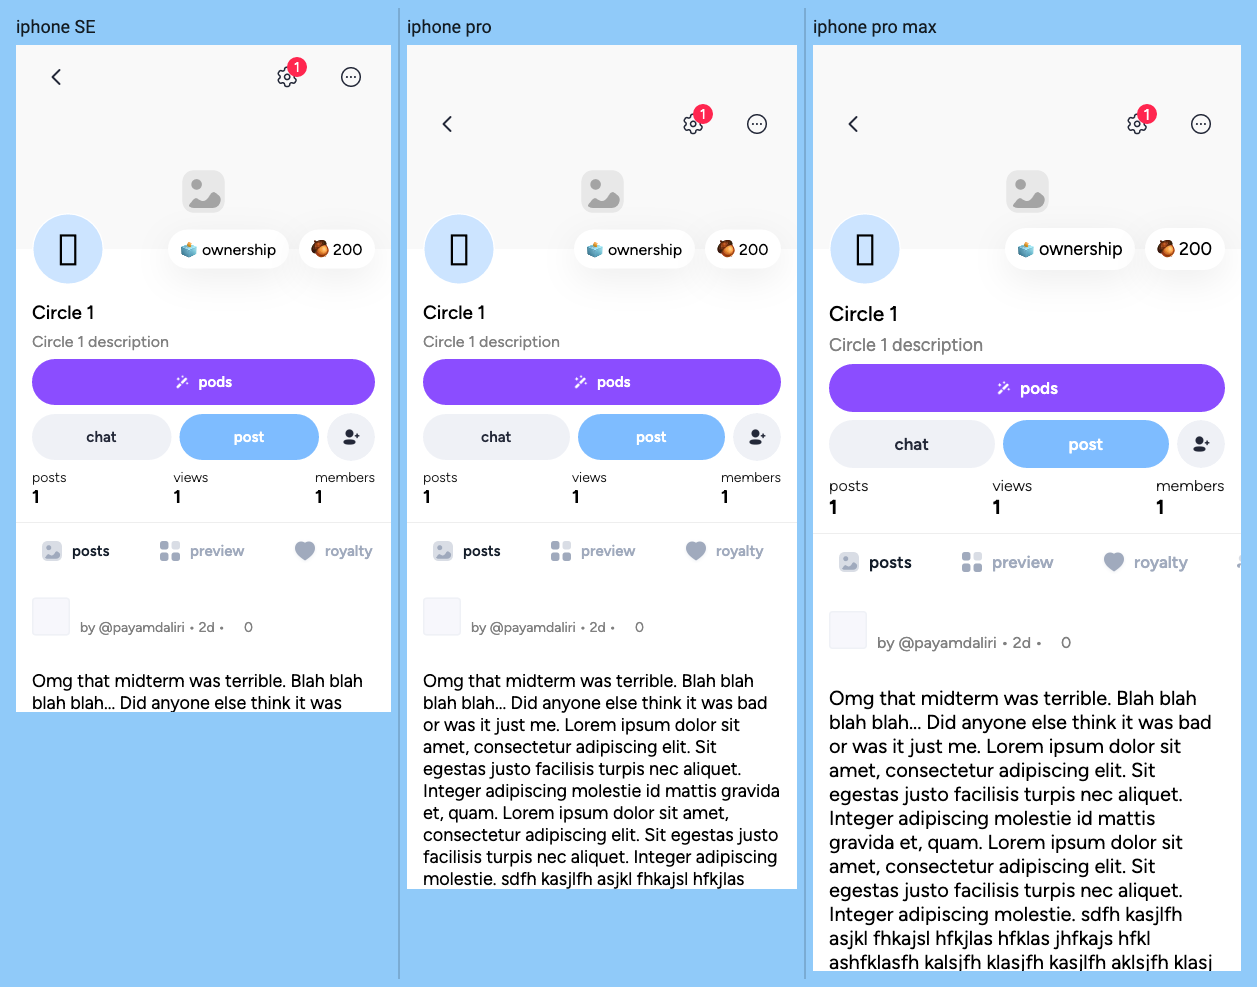 iphone SE
1
ownership
200
Circle 1
Circle 1 description
pods
chat
post
posts
views
members
1
1
1
posts
preview
royalty
by @payamdaliri • 2d • 0
Omg that midterm was terrible. Blah blah
blah blah... Did anyone else think it was
iphone pro
1
ownership
200
Circle 1
Circle 1 description
pods
chat
post
posts
views
members
1
1
1
posts
preview
royalty
by @payamdaliri • 2d • 0
Omg that midterm was terrible. Blah blah
blah blah... Did anyone else think it was bad
or was it just me. Lorem ipsum dolor sit
amet, consectetur adipiscing elit. Sit
egestas justo facilisis turpis nec aliquet.
Integer adipiscing molestie id mattis gravida
et, quam. Lorem ipsum dolor sit amet,
consectetur adipiscing elit. Sit egestas justo
facilisis turpis nec aliquet. Integer adipiscing
molestie. sdfh kasjlfh asjkl fhkajsl hfkjlas
iphone pro max
1
ownership
200
Circle 1
Circle 1 description
pods
chat
post
posts
views
members
1
1
1
posts
preview
royalty
by @payamdaliri • 2d • 0
Omg that midterm was terrible. Blah blah
blah blah... Did anyone else think it was bad
or was it just me. Lorem ipsum dolor sit
amet, consectetur adipiscing elit. Sit
egestas justo facilisis turpis nec aliquet.
Integer adipiscing molestie id mattis
gravida et, quam. Lorem ipsum dolor sit
amet, consectetur adipiscing elit. Sit
egestas justo facilisis turpis nec aliquet.
Integer adipiscing molestie. sdfh kasjlfh
asjkl fhkajsl hfkjlas hfklas jhfkajs hfkl
ashfklasfh kalsjfh klasjfh kasjlfh aklsjfh klasj